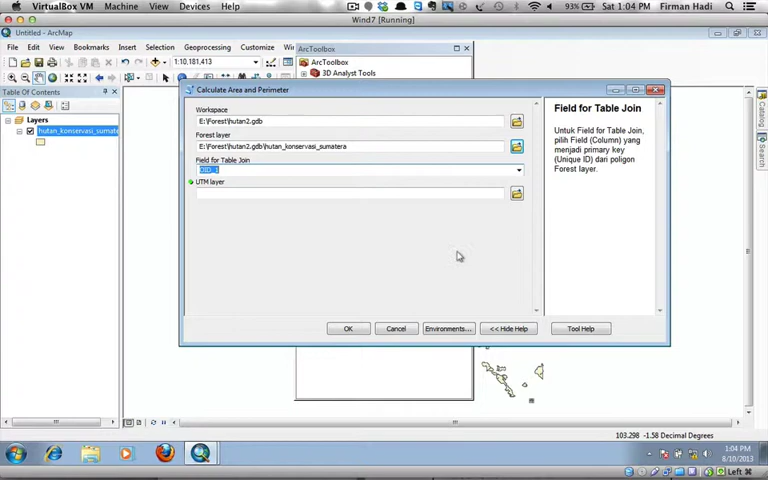 VirtualBox VM Machine View Devices Help
93% Sat 1:04 PM Firman Hadi
Wind7 [Running]
Untitled - ArcMap
File Edit View Bookmarks Insert Selection Geoprocessing Customize
1:10,181,413
ArcToolbox
ArcToolbox
3D Analyst Tools
Table Of Contents
Layers
hutan_konservasi_sumatera
Calculate Area and Perimeter
Workspace
E:\Forest\hutan2.gdb
Forest layer
E:\Forest\hutan2.gdb\hutan_konservasi_sumatera
Field for Table Join
OID_1
UTM layer
OK Cancel Environments... << Hide Help Tool Help
Field for Table Join
Untuk Field for Table Join,
pilih Field (Column) yang
menjadi primary key
(Unique ID) dari poligon
Forest layer.
Catalog
Search
103.298 -1.58 Decimal Degrees
1:04 PM
8/10/2013
Left ⌘